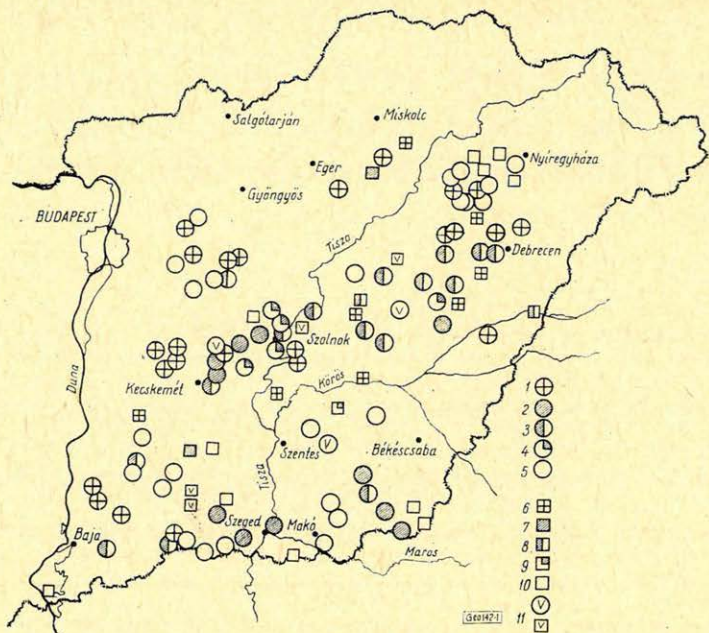 Salgótarján
Miskolc
Eger
Nyíregyháza
Gyöngyös
BUDAPEST
Tisza
Debrecen
Szolnok
Duna
Kecskemét
Körös
Szentes
Békéscsaba
Tisza
Szeged
Makó
Baja
Maros
1
2
3
4
5
6
7
8
9
10
V
11
V
Geo142-1